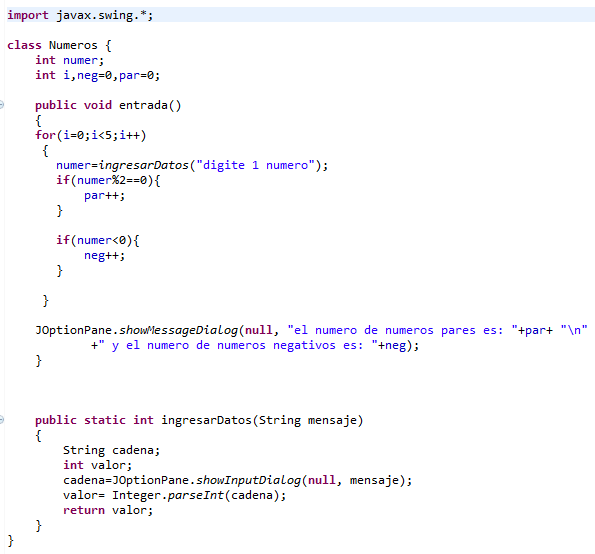 import javax.swing.*;
class Numeros {
int numer;
int i,neg=0,par=0;
public void entrada()
{
for(i=0;i<5;i++)
{
numer=ingresarDatos("digite 1 numero");
if(numer%2==0){
par++;
}
if(numer<0){
neg++;
}
}
JOptionPane.showMessageDialog(null, "el numero de numeros pares es: "+par+ "\n"
+" y el numero de numeros negativos es: "+neg);
}
public static int ingresarDatos(String mensaje)
{
String cadena;
int valor;
cadena=JOptionPane.showInputDialog(null, mensaje);
valor= Integer.parseInt(cadena);
return valor;
}
}